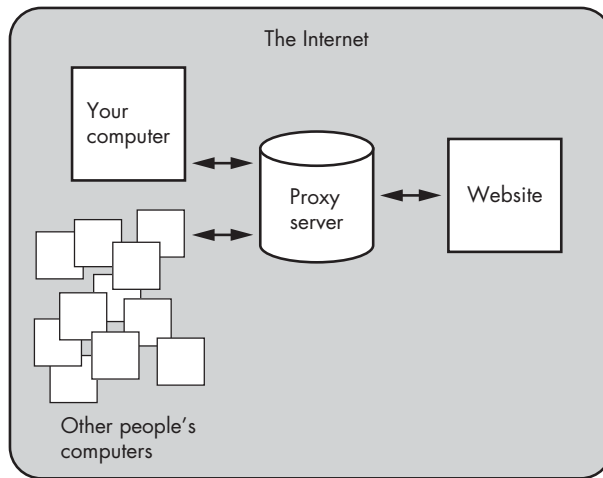 The Internet
Your
computer
Proxy
server
Website
Other people’s
computers